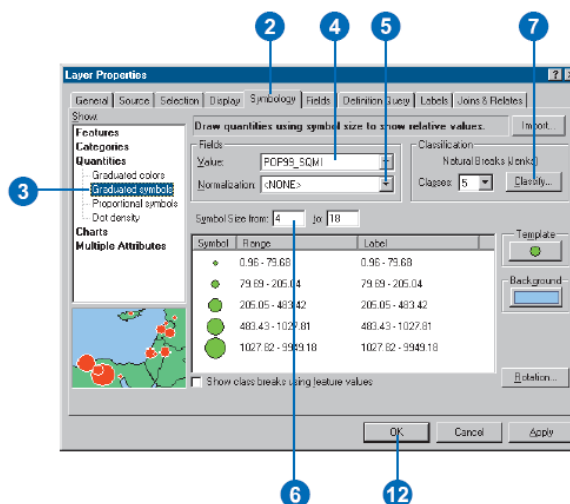 2
4
5
7
Layer Properties
General Source Selection Display Symbology Fields Definition Query Labels Joins & Relates
Show:
Features
Categories
Quantities
Graduated colors
Graduated symbols
Proportional symbols
Dot density
Charts
Multiple Attributes
3
Draw quantities using symbol size to show relative values.
Import...
Fields
Value: POP99_SQMI
Normalization: <NONE>
Classification
Natural Breaks (Jenks)
Classes: 5 Classify...
Symbol Size from: 4 to: 18
Symbol Range Label
0.96 - 79.68 0.96 - 79.68
79.69 - 205.04 79.69 - 205.04
205.05 - 483.42 205.05 - 483.42
483.43 - 1027.81 483.43 - 1027.81
1027.82 - 9949.18 1027.82 - 9949.18
Template
Background
Show class breaks using feature values
Rotation...
OK Cancel Apply
6
12